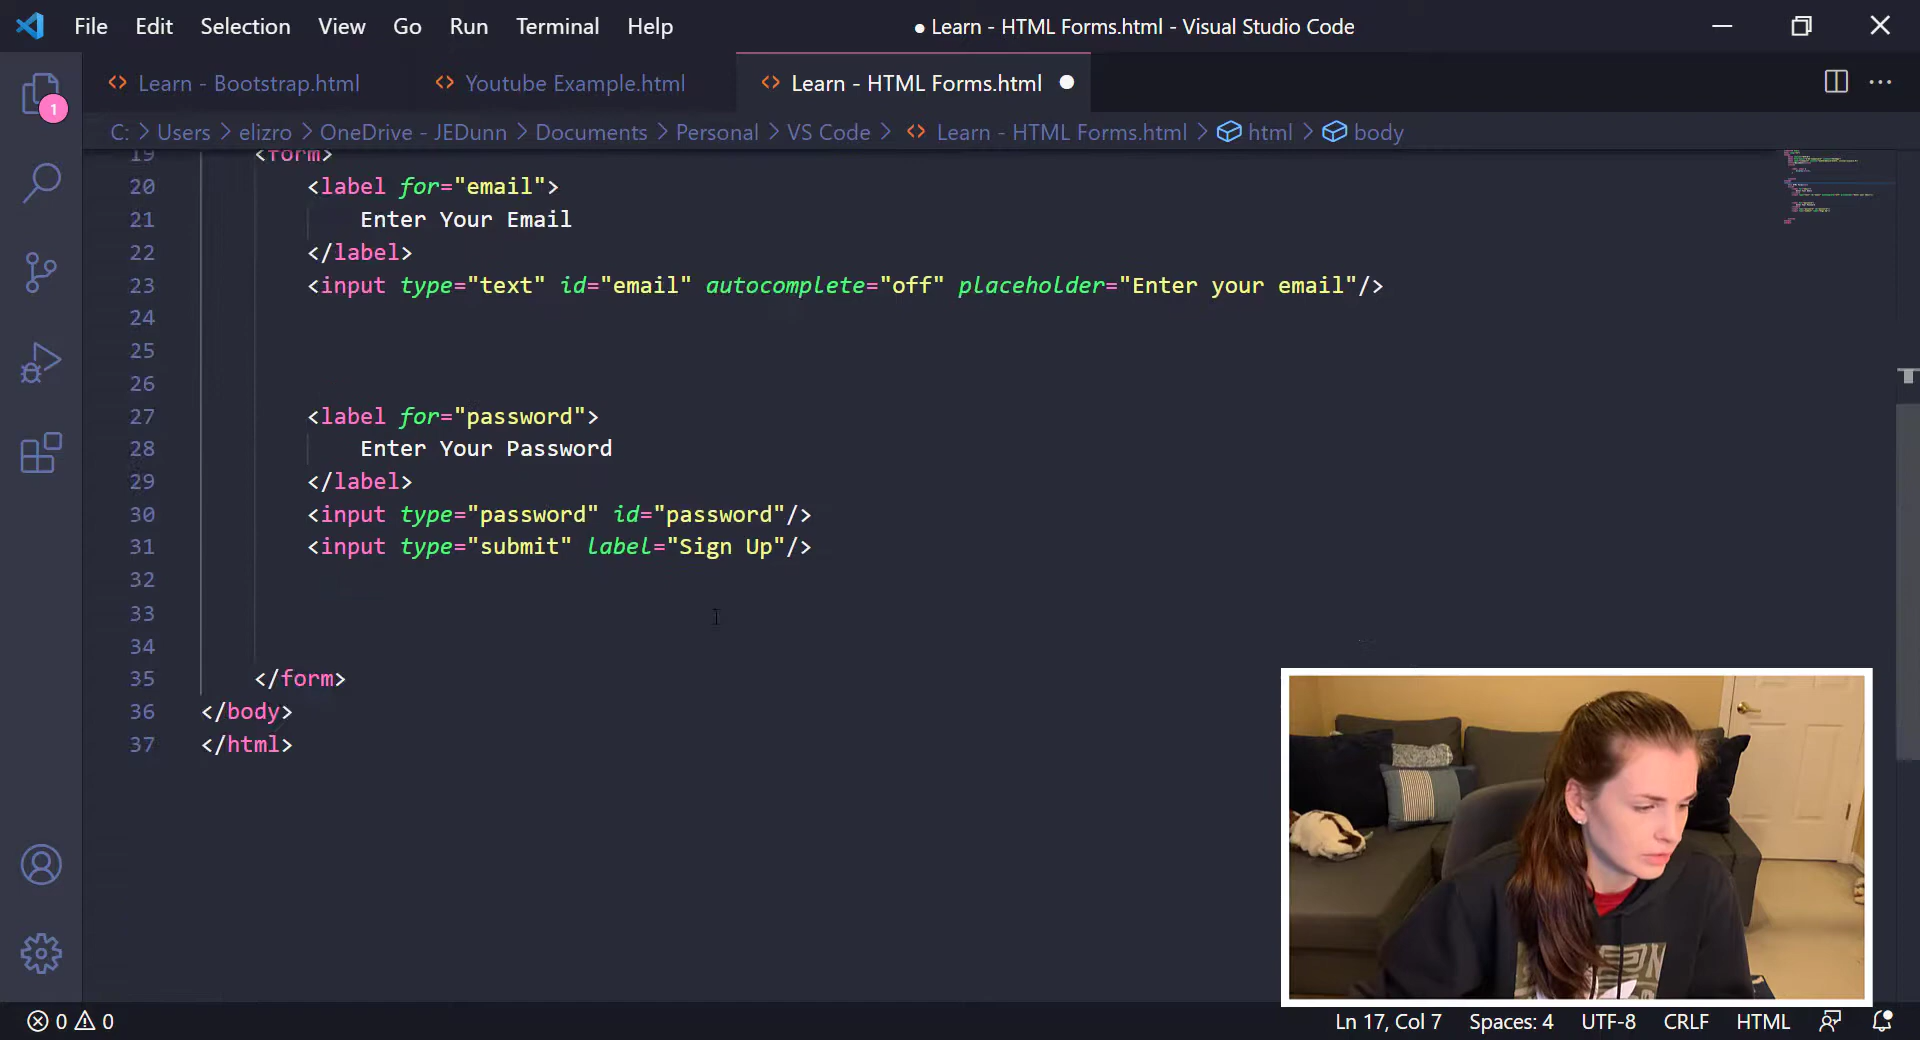 File Edit Selection View Go Run Terminal Help
● Learn - HTML Forms.html - Visual Studio Code
Learn - Bootstrap.html
Youtube Example.html
Learn - HTML Forms.html
1
C: > Users > elizro > OneDrive - JEDunn > Documents > Personal > VS Code > Learn - HTML Forms.html > html > body
19 <form>
20 <label for="email">
21 Enter Your Email
22 </label>
23 <input type="text" id="email" autocomplete="off" placeholder="Enter your email"/>
24
25
26
27 <label for="password">
28 Enter Your Password
29 </label>
30 <input type="password" id="password"/>
31 <input type="submit" label="Sign Up"/>
32
33
34
35 </form>
36 </body>
37 </html>
0 0
Ln 17, Col 7 Spaces: 4 UTF-8 CRLF HTML